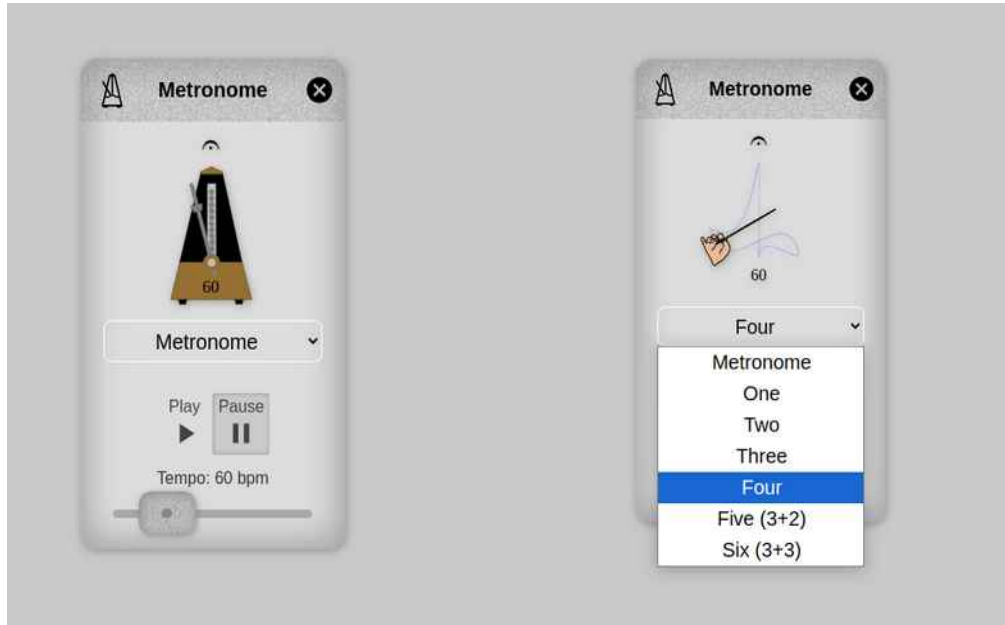 Metronome
60
Metronome
Play Pause
Tempo: 60 bpm
Metronome
60
Four
Metronome
One
Two
Three
Four
Five (3+2)
Six (3+3)